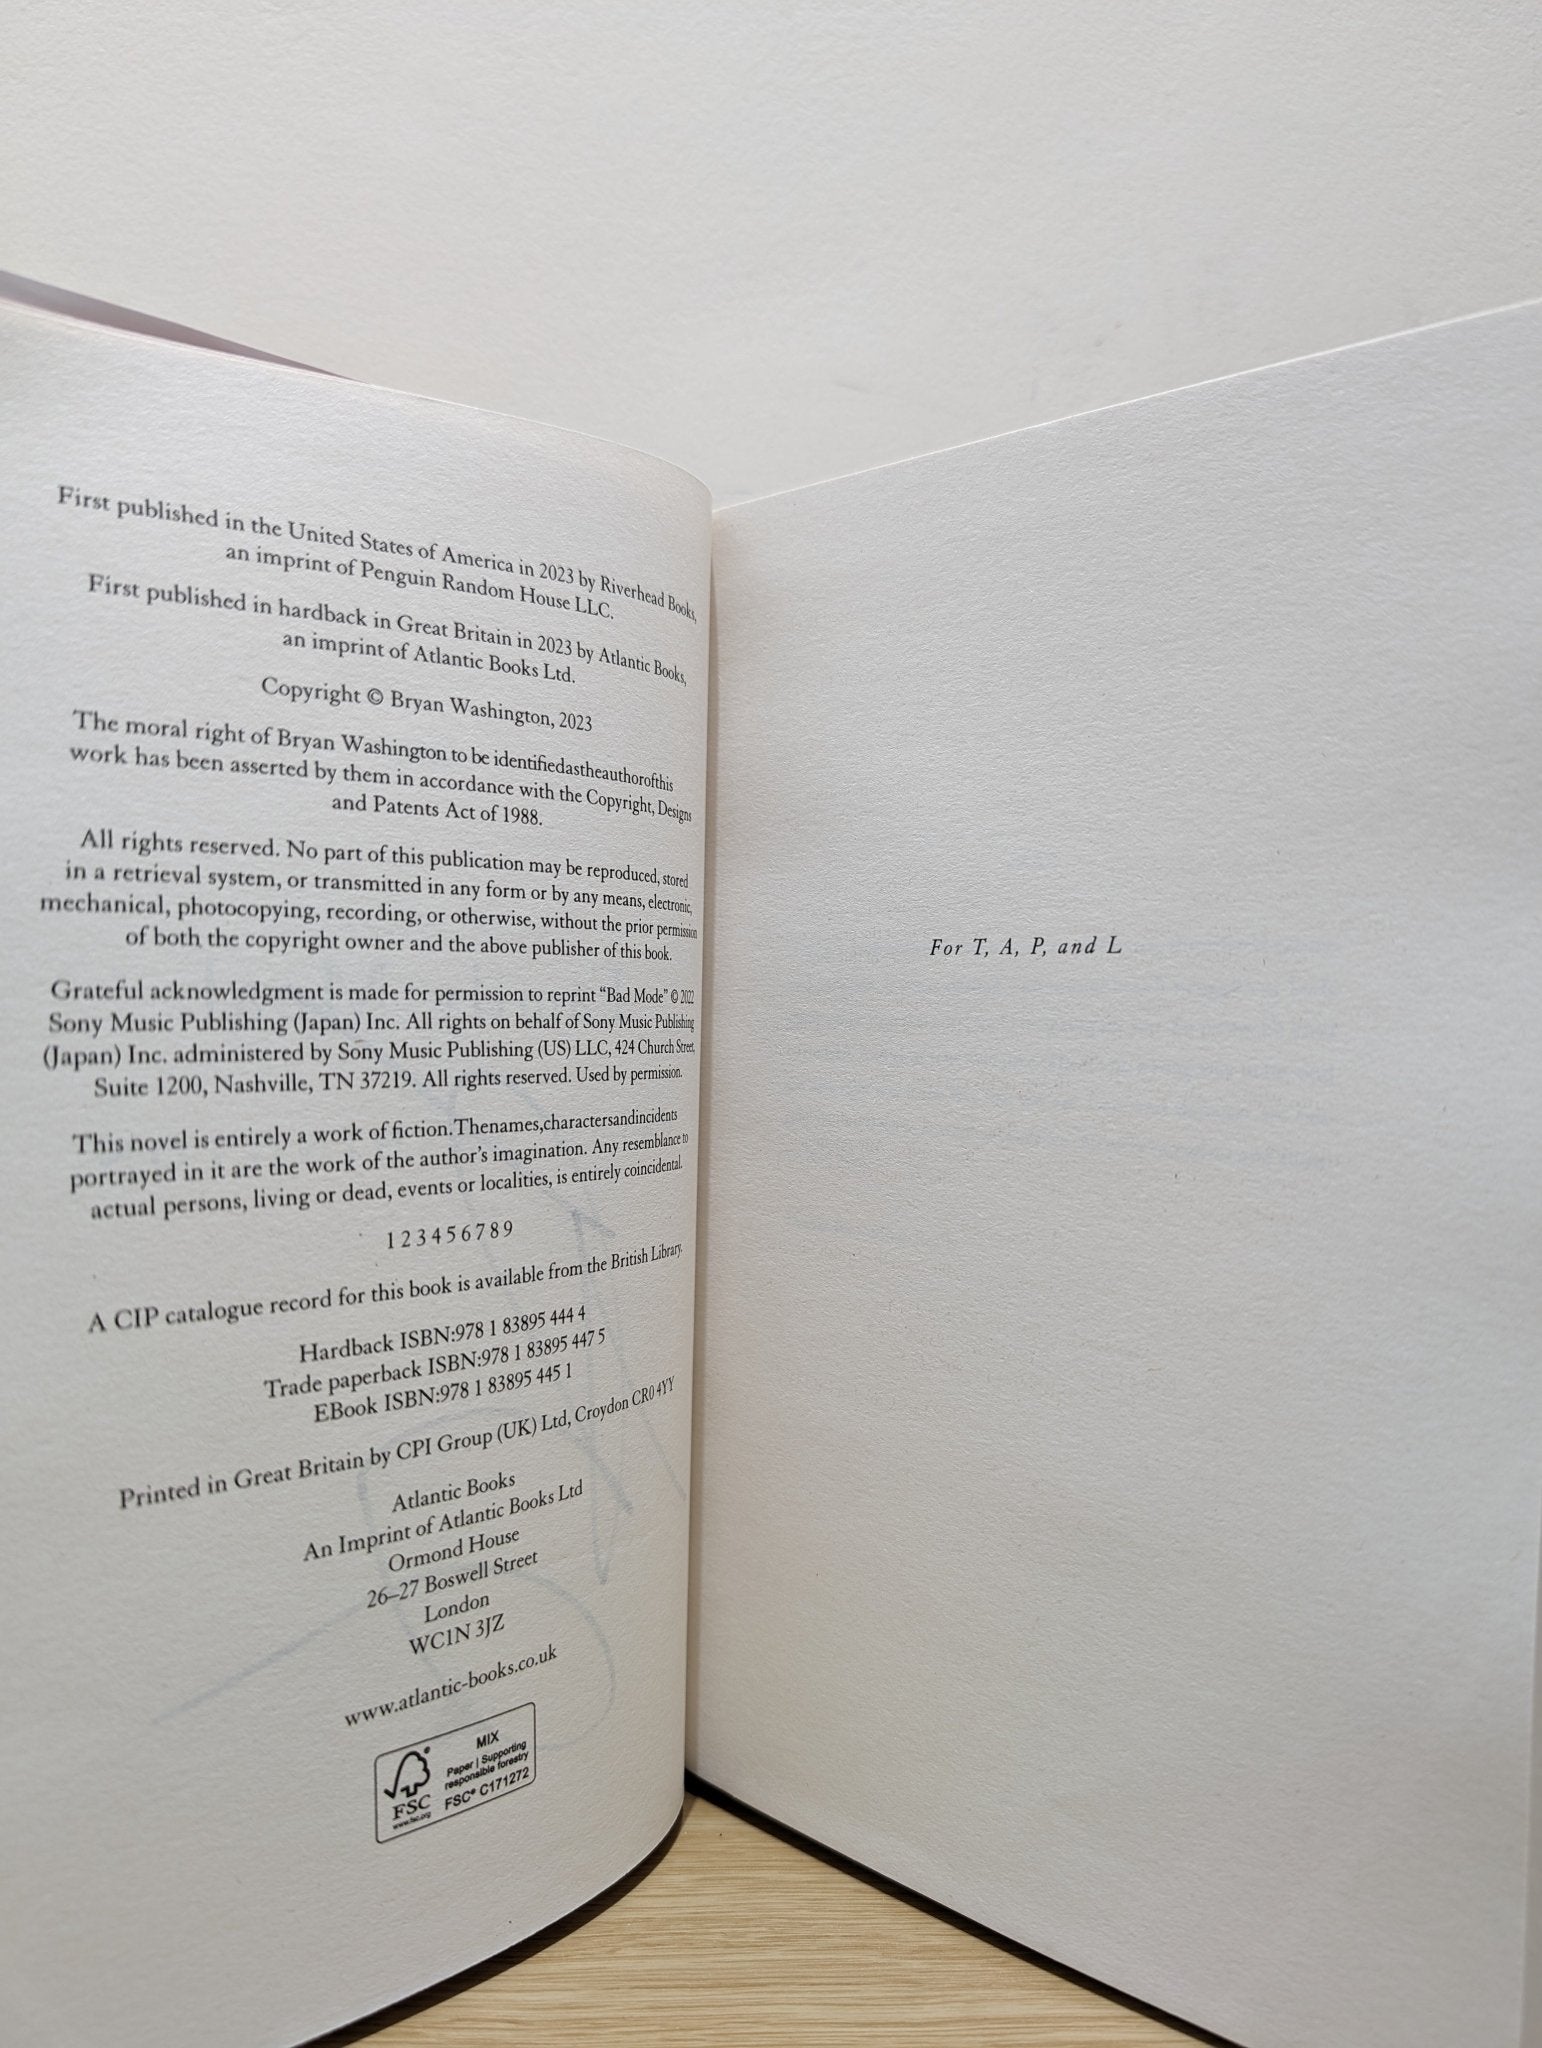 First published in the United States of America in 2023 by Riverhead Books,
an imprint of Penguin Random House LLC.
First published in hardback in Great Britain in 2023 by Atlantic Books,
an imprint of Atlantic Books Ltd.
Copyright © Bryan Washington, 2023
The moral right of Bryan Washington to be identifiedastheauthorofthis
work has been asserted by them in accordance with the Copyright, Designs
and Patents Act of 1988.
All rights reserved. No part of this publication may be reproduced, stored
in a retrieval system, or transmitted in any form or by any means, electronic,
mechanical, photocopying, recording, or otherwise, without the prior permission
of both the copyright owner and the above publisher of this book.
Grateful acknowledgment is made for permission to reprint “Bad Mode” © 2022
Sony Music Publishing (Japan) Inc. All rights on behalf of Sony Music Publishing
(Japan) Inc. administered by Sony Music Publishing (US) LLC, 424 Church Street,
Suite 1200, Nashville, TN 37219. All rights reserved. Used by permission.
This novel is entirely a work of fiction.Thenames,charactersandincidents
portrayed in it are the work of the author’s imagination. Any resemblance to
actual persons, living or dead, events or localities, is entirely coincidental.
1 2 3 4 5 6 7 8 9
A CIP catalogue record for this book is available from the British Library.
Hardback ISBN:978 1 83895 444 4
Trade paperback ISBN:978 1 83895 447 5
EBook ISBN:978 1 83895 445 1
Printed in Great Britain by CPI Group (UK) Ltd, Croydon CR0 4YY
Atlantic Books
An Imprint of Atlantic Books Ltd
Ormond House
26–27 Boswell Street
London
WC1N 3JZ
www.atlantic-books.co.uk
MIX
Paper | Supporting
responsible forestry
FSC® C171272
FSC
www.fsc.org
For T, A, P, and L